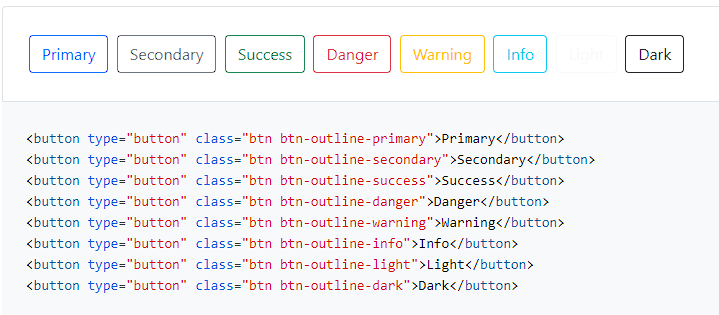 Primary Secondary Success Danger Warning Info Light Dark
<button type="button" class="btn btn-outline-primary">Primary</button>
<button type="button" class="btn btn-outline-secondary">Secondary</button>
<button type="button" class="btn btn-outline-success">Success</button>
<button type="button" class="btn btn-outline-danger">Danger</button>
<button type="button" class="btn btn-outline-warning">Warning</button>
<button type="button" class="btn btn-outline-info">Info</button>
<button type="button" class="btn btn-outline-light">Light</button>
<button type="button" class="btn btn-outline-dark">Dark</button>